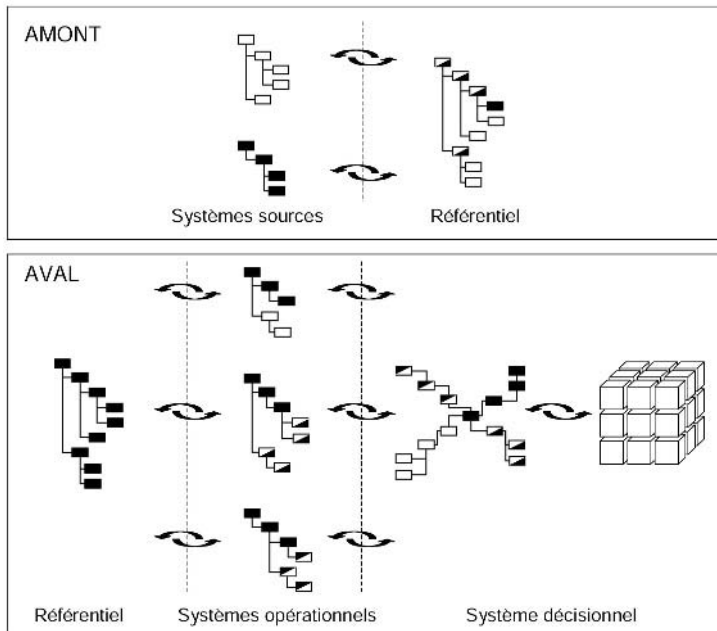 AMONT
Systèmes sources
Référentiel
AVAL
Référentiel
Systèmes opérationnels
Système décisionnel